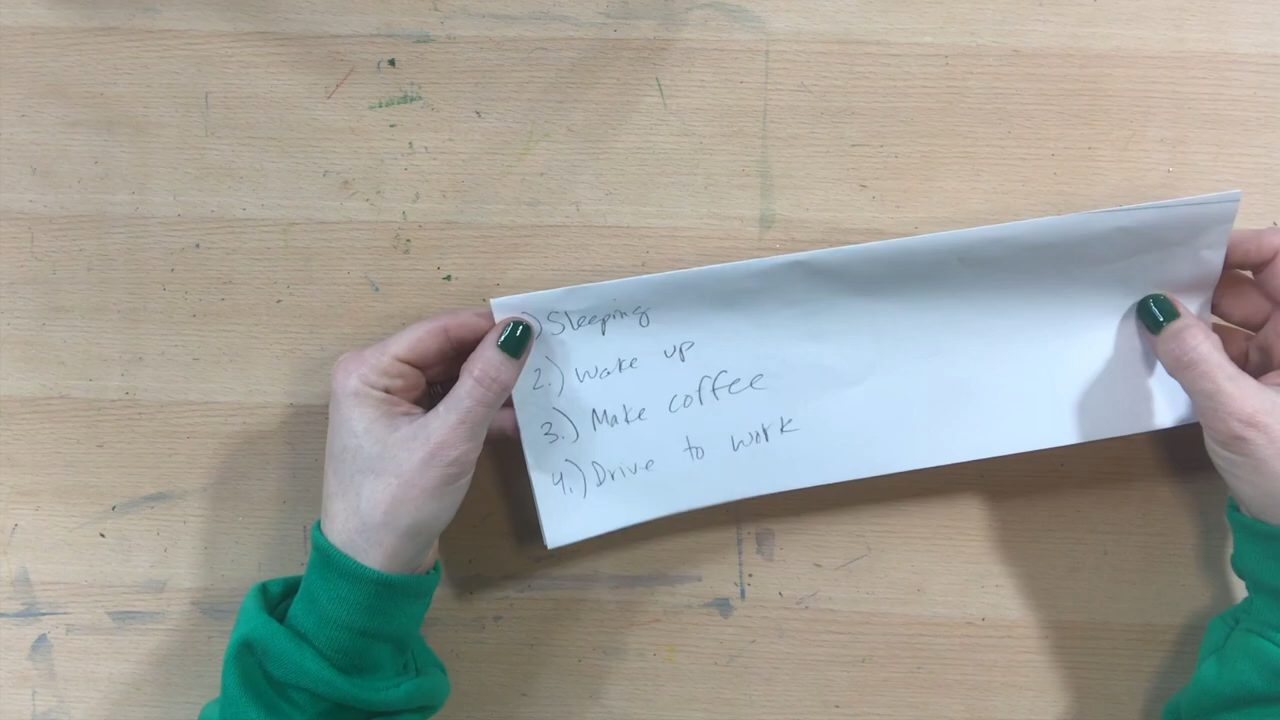 ) Sleeping
2.) Wake up
3.) Make coffee
4.) Drive to work